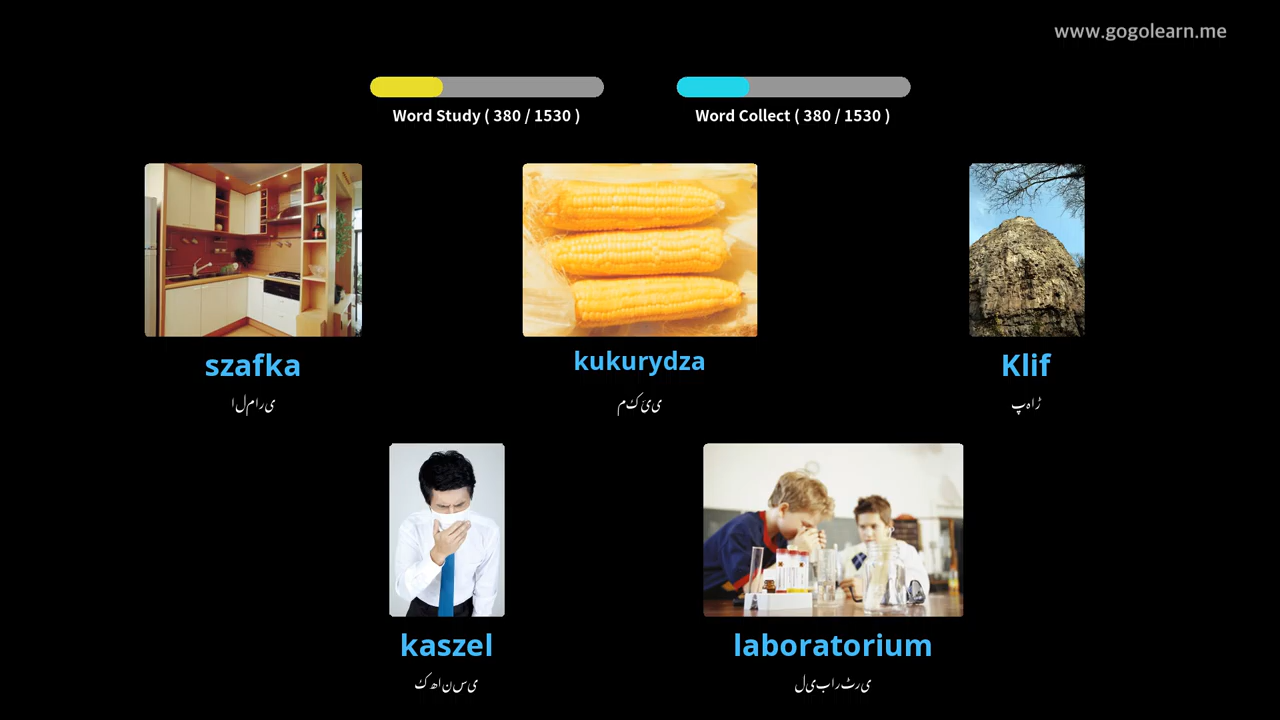 www.gogolearn.me
Word Study ( 380 / 1530 )
Word Collect ( 380 / 1530 )
szafka
الماری
kukurydza
مکئی
Klif
پہاڑ
kaszel
کھانسی
laboratorium
لیبارٹری